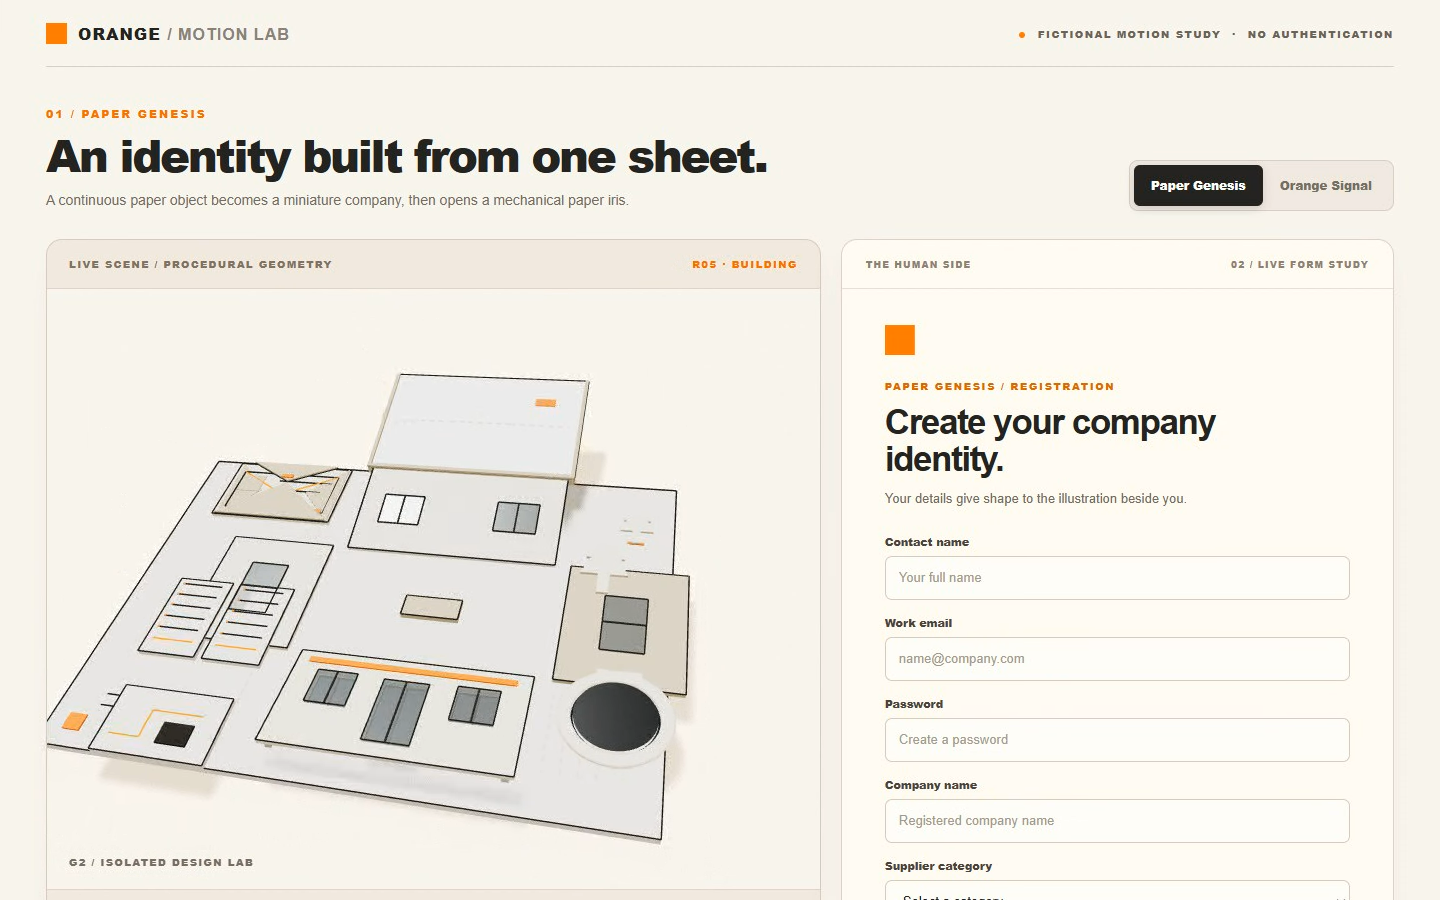 ORANGE / MOTION LAB
FICTIONAL MOTION STUDY · NO AUTHENTICATION
01 / PAPER GENESIS
An identity built from one sheet.
A continuous paper object becomes a miniature company, then opens a mechanical paper iris.
Paper Genesis
Orange Signal
LIVE SCENE / PROCEDURAL GEOMETRY
R05 · BUILDING
G2 / ISOLATED DESIGN LAB
THE HUMAN SIDE
02 / LIVE FORM STUDY
PAPER GENESIS / REGISTRATION
Create your company
identity.
Your details give shape to the illustration beside you.
Contact name
Your full name
Work email
name@company.com
Password
Create a password
Company name
Registered company name
Supplier category